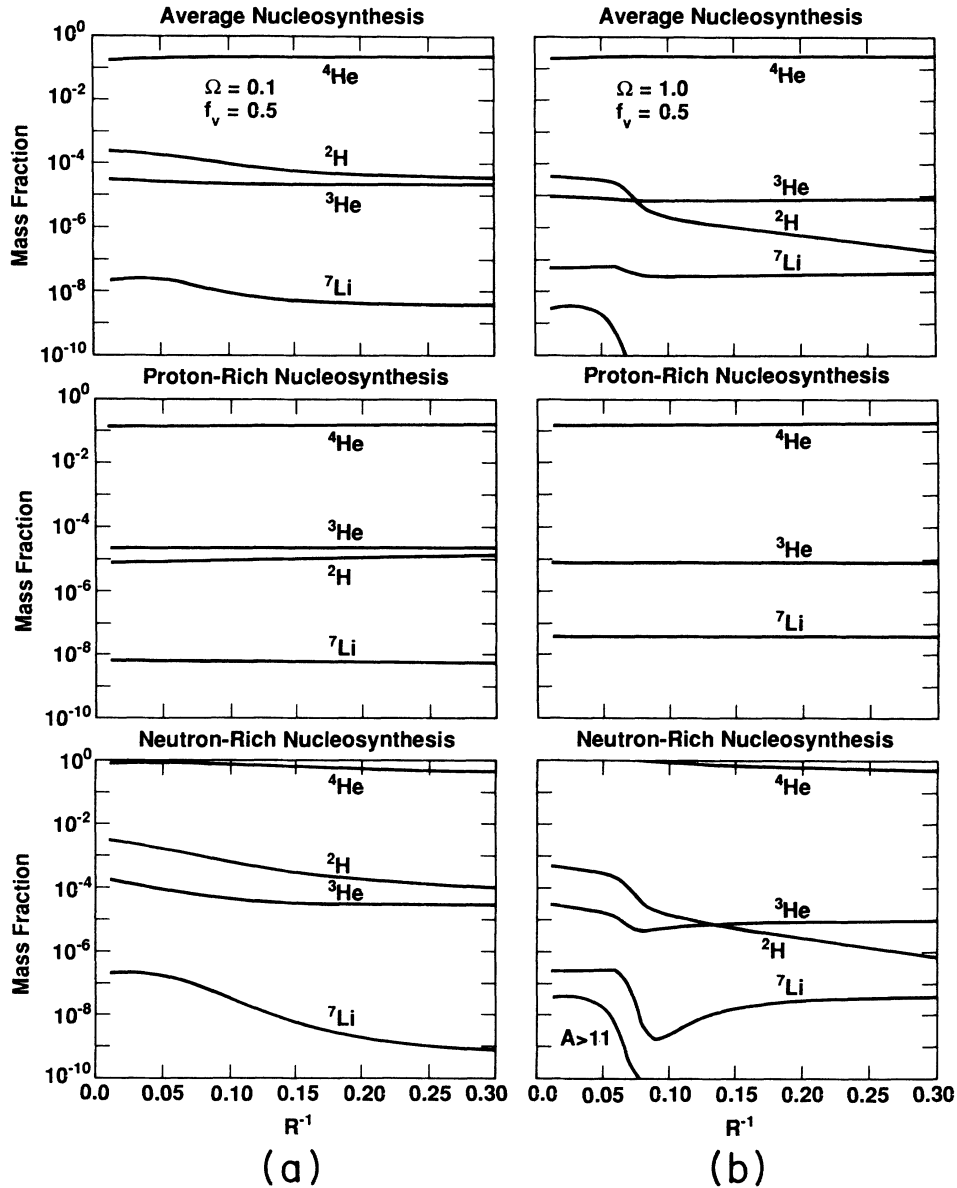 Average Nucleosynthesis
10^0
10^-2
10^-4
10^-6
10^-8
10^-10
Mass Fraction
^4He
Ω = 0.1
f_v = 0.5
^2H
^3He
^7Li
Average Nucleosynthesis
^4He
Ω = 1.0
f_v = 0.5
^3He
^2H
^7Li
Proton-Rich Nucleosynthesis
10^0
10^-2
10^-4
10^-6
10^-8
10^-10
Mass Fraction
^4He
^3He
^2H
^7Li
Proton-Rich Nucleosynthesis
^4He
^3He
^7Li
Neutron-Rich Nucleosynthesis
10^0
10^-2
10^-4
10^-6
10^-8
10^-10
Mass Fraction
^4He
^2H
^3He
^7Li
0.0 0.05 0.10 0.15 0.20 0.25 0.30
R^-1
(a)
Neutron-Rich Nucleosynthesis
^4He
^3He
^2H
^7Li
A>11
0.0 0.05 0.10 0.15 0.20 0.25 0.30
R^-1
(b)